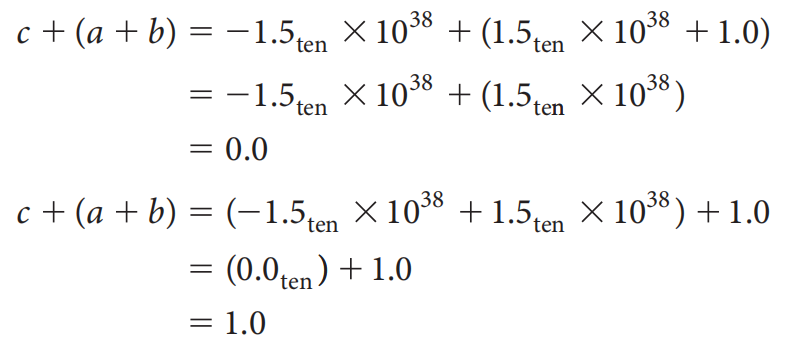 c + (a + b) = −1.5ten × 10^38 + (1.5ten × 10^38 + 1.0)
= −1.5ten × 10^38 + (1.5ten × 10^38)
= 0.0
c + (a + b) = (−1.5ten × 10^38 + 1.5ten × 10^38) + 1.0
= (0.0ten) + 1.0
= 1.0